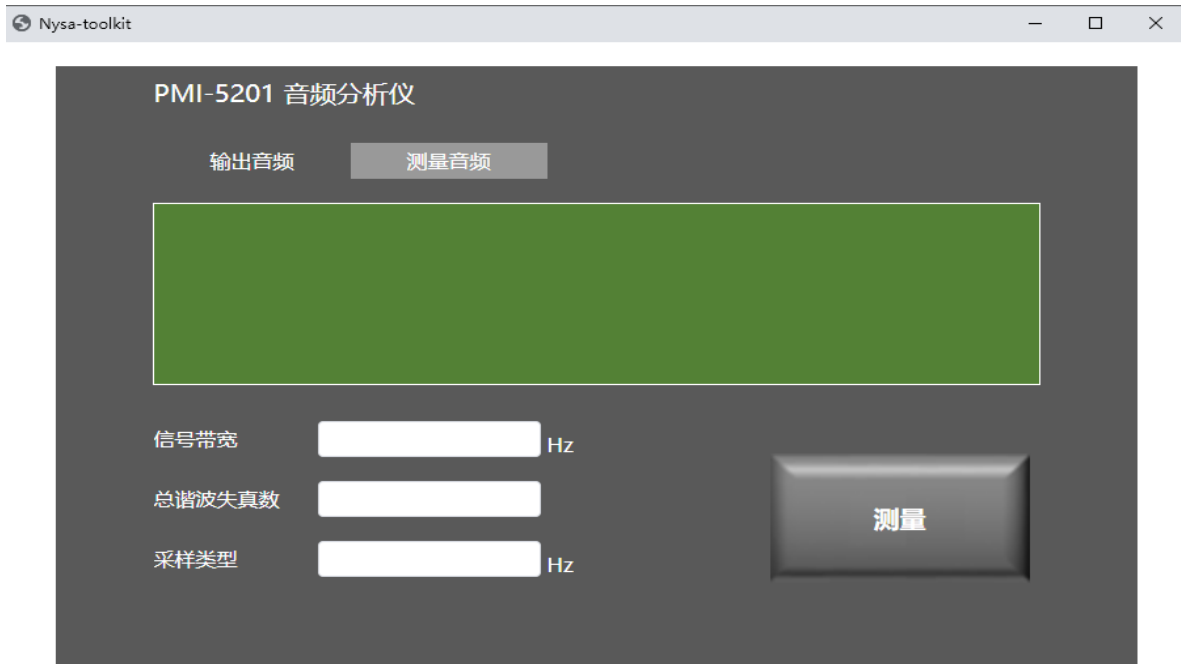 Nysa-toolkit
PMI-5201 音频分析仪
输出音频 测量音频
信号带宽 Hz
总谐波失真数
采样类型 Hz
测量